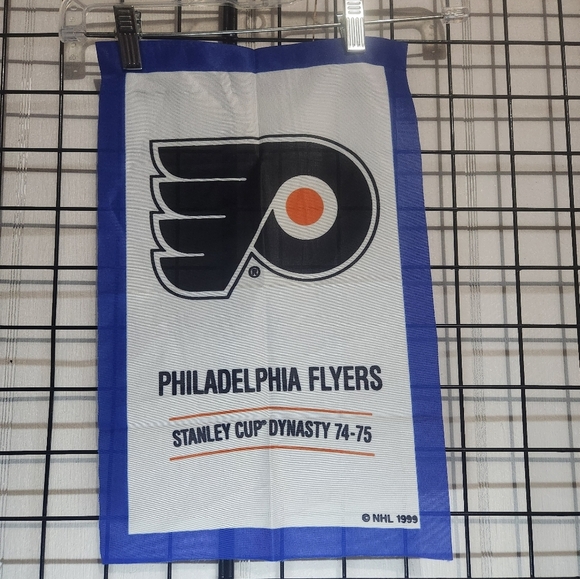 ®
PHILADELPHIA FLYERS
STANLEY CUP® DYNASTY 74-75
© NHL 1999